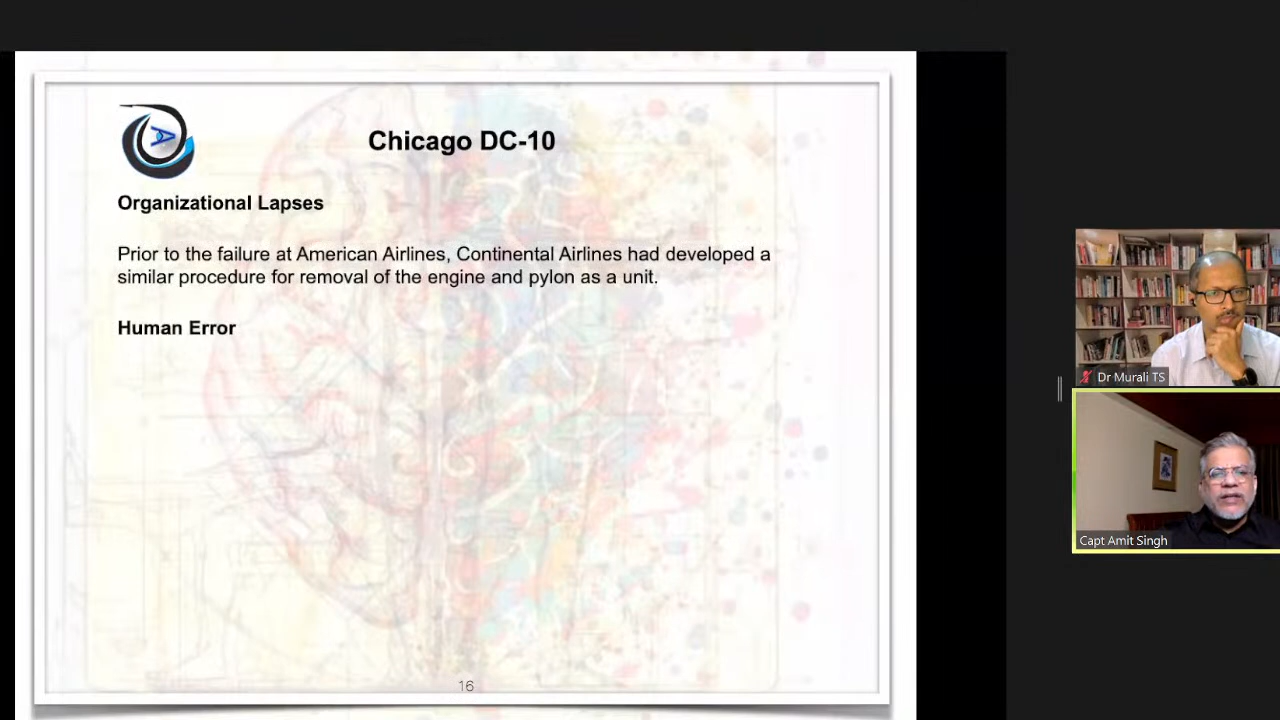 Chicago DC-10
Organizational Lapses
Prior to the failure at American Airlines, Continental Airlines had developed a
similar procedure for removal of the engine and pylon as a unit.
Human Error
16
Dr Murali TS
Capt Amit Singh